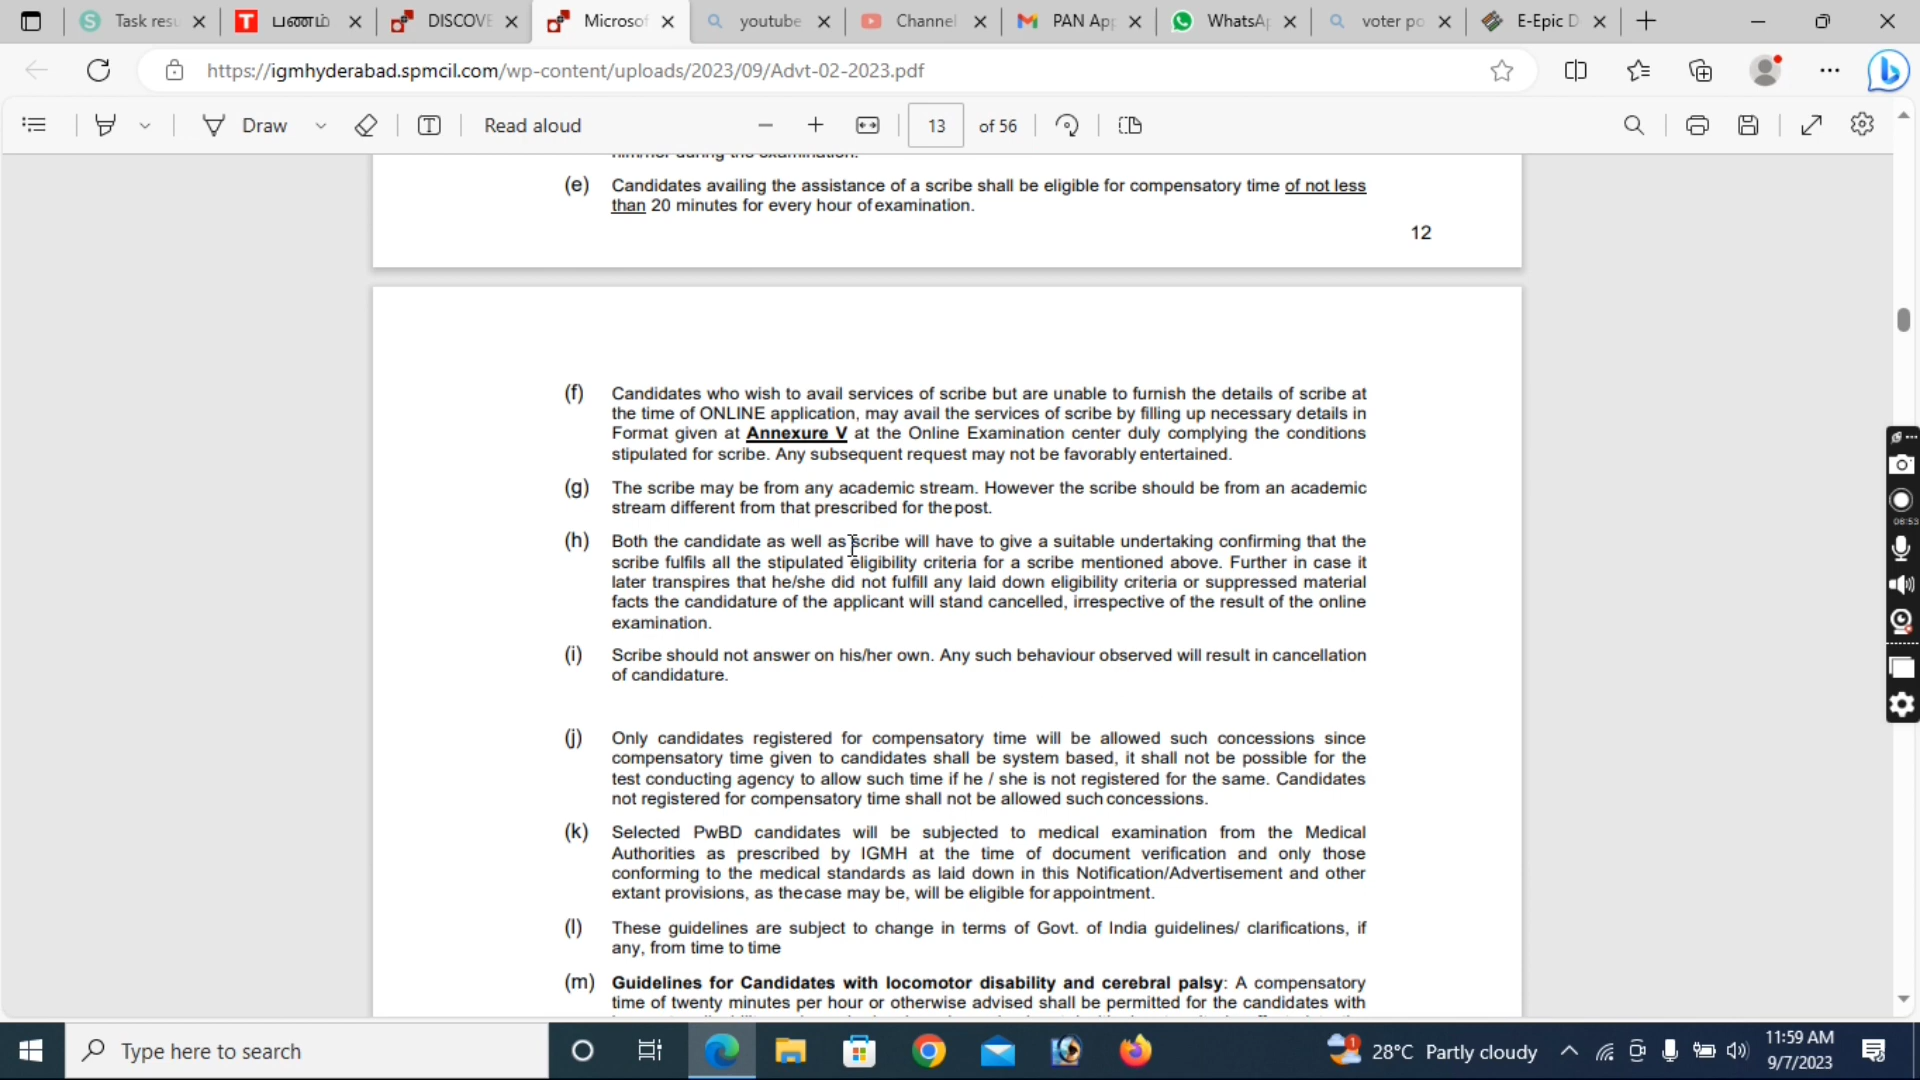 Task resu
பணம்
DISCOVE
Microsof
youtube
Channel
PAN App
WhatsAp
voter po
E-Epic D
https://igmhyderabad.spmcil.com/wp-content/uploads/2023/09/Advt-02-2023.pdf
Draw
Read aloud
13 of 56
him/her during the examination.
(e) Candidates availing the assistance of a scribe shall be eligible for compensatory time of not less
than 20 minutes for every hour of examination.
12
(f) Candidates who wish to avail services of scribe but are unable to furnish the details of scribe at
the time of ONLINE application, may avail the services of scribe by filling up necessary details in
Format given at Annexure V at the Online Examination center duly complying the conditions
stipulated for scribe. Any subsequent request may not be favorably entertained.
(g) The scribe may be from any academic stream. However the scribe should be from an academic
stream different from that prescribed for the post.
(h) Both the candidate as well as scribe will have to give a suitable undertaking confirming that the
scribe fulfils all the stipulated eligibility criteria for a scribe mentioned above. Further in case it
later transpires that he/she did not fulfill any laid down eligibility criteria or suppressed material
facts the candidature of the applicant will stand cancelled, irrespective of the result of the online
examination.
(i) Scribe should not answer on his/her own. Any such behaviour observed will result in cancellation
of candidature.
(j) Only candidates registered for compensatory time will be allowed such concessions since
compensatory time given to candidates shall be system based, it shall not be possible for the
test conducting agency to allow such time if he / she is not registered for the same. Candidates
not registered for compensatory time shall not be allowed such concessions.
(k) Selected PwBD candidates will be subjected to medical examination from the Medical
Authorities as prescribed by IGMH at the time of document verification and only those
conforming to the medical standards as laid down in this Notification/Advertisement and other
extant provisions, as the case may be, will be eligible for appointment.
(l) These guidelines are subject to change in terms of Govt. of India guidelines/ clarifications, if
any, from time to time
(m) Guidelines for Candidates with locomotor disability and cerebral palsy: A compensatory
time of twenty minutes per hour or otherwise advised shall be permitted for the candidates with
08:53
Type here to search
1
28°C Partly cloudy
11:59 AM
9/7/2023